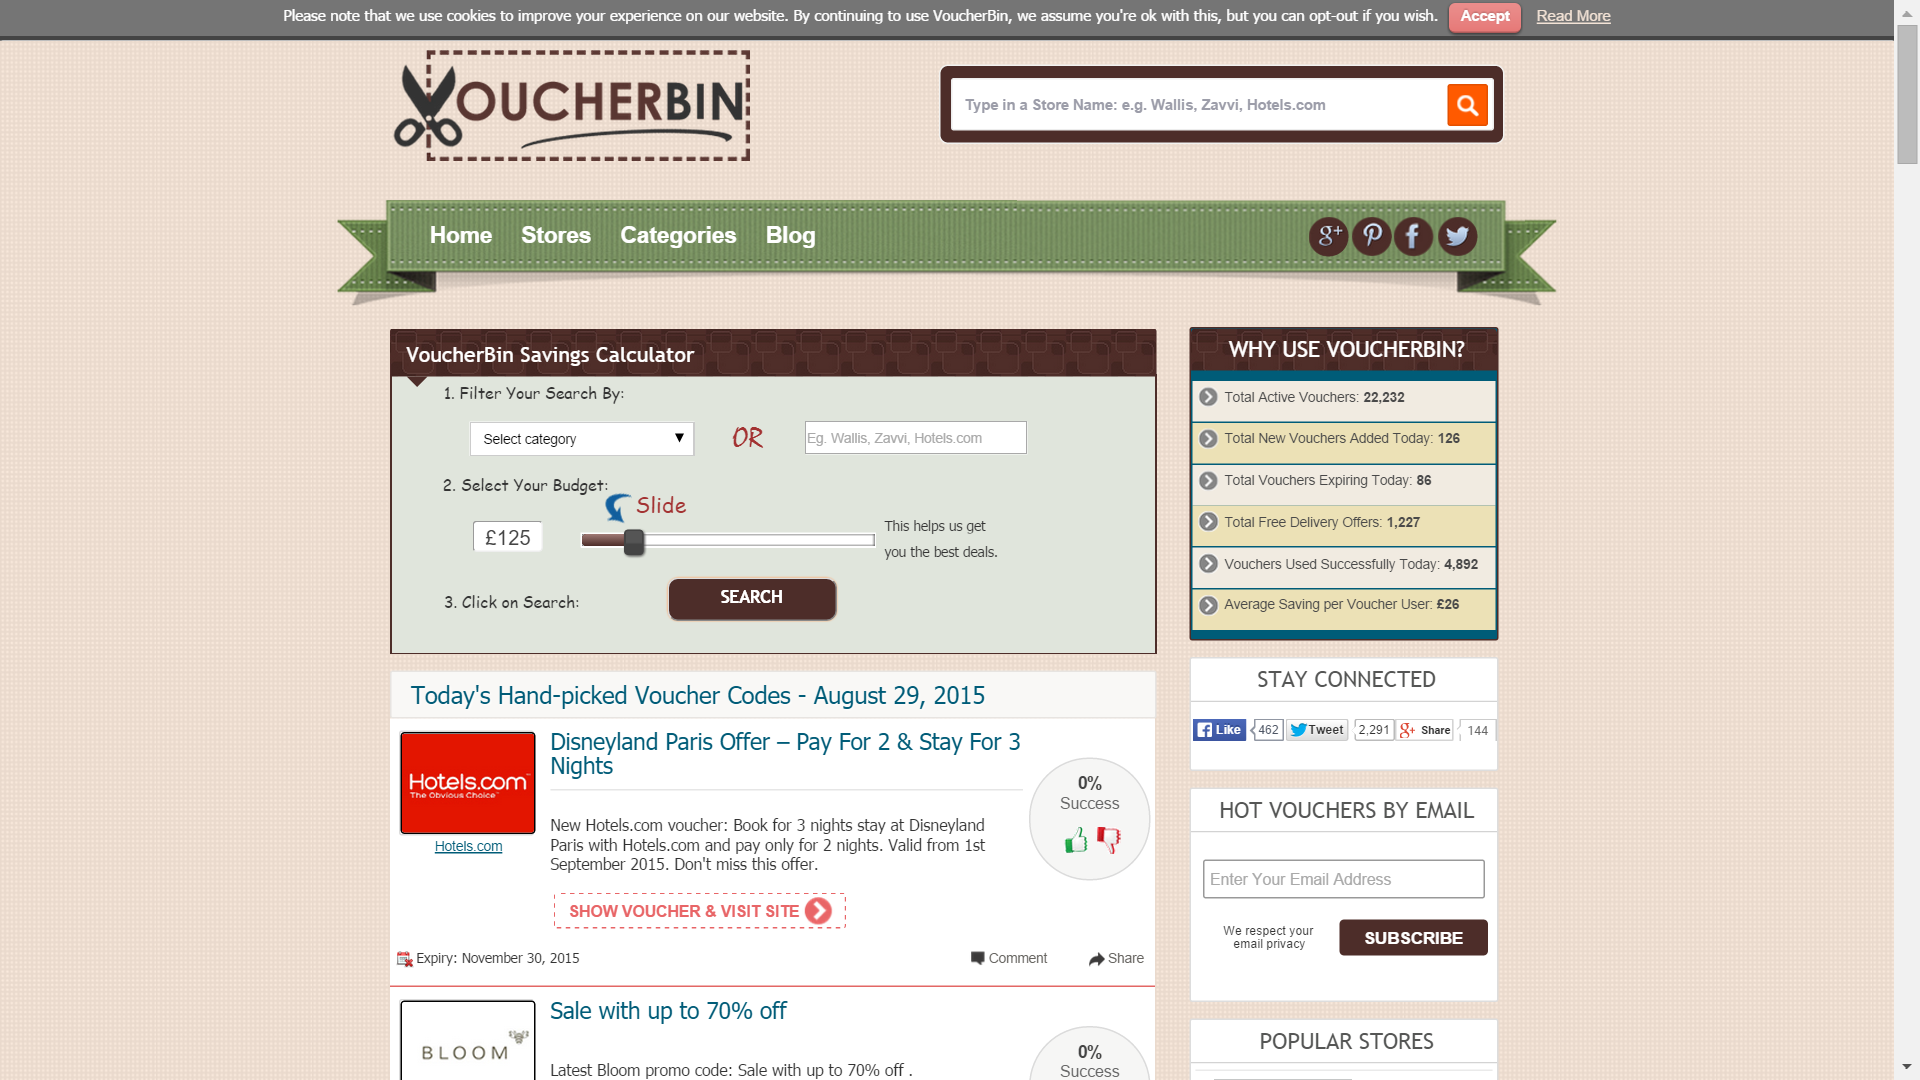 Please note that we use cookies to improve your experience on our website. By continuing to use VoucherBin, we assume you're ok with this, but you can opt-out if you wish. Accept Read More
VOUCHERBIN
Type in a Store Name: e.g. Wallis, Zavvi, Hotels.com
Home Stores Categories Blog
VoucherBin Savings Calculator
1. Filter Your Search By:
Select category OR Eg. Wallis, Zavvi, Hotels.com
2. Select Your Budget:
Slide
£125
This helps us get
you the best deals.
3. Click on Search:
SEARCH
WHY USE VOUCHERBIN?
Total Active Vouchers: 22,232
Total New Vouchers Added Today: 126
Total Vouchers Expiring Today: 86
Total Free Delivery Offers: 1,227
Vouchers Used Successfully Today: 4,892
Average Saving per Voucher User: £26
Today's Hand-picked Voucher Codes - August 29, 2015
Hotels.com
The Obvious Choice
Hotels.com
Disneyland Paris Offer – Pay For 2 & Stay For 3
Nights
New Hotels.com voucher: Book for 3 nights stay at Disneyland
Paris with Hotels.com and pay only for 2 nights. Valid from 1st
September 2015. Don't miss this offer.
0%
Success
SHOW VOUCHER & VISIT SITE
Expiry: November 30, 2015
Comment Share
BLOOM
Sale with up to 70% off
Latest Bloom promo code: Sale with up to 70% off .
0%
Success
STAY CONNECTED
Like 462 Tweet 2,291 Share 144
HOT VOUCHERS BY EMAIL
Enter Your Email Address
We respect your
email privacy
SUBSCRIBE
POPULAR STORES